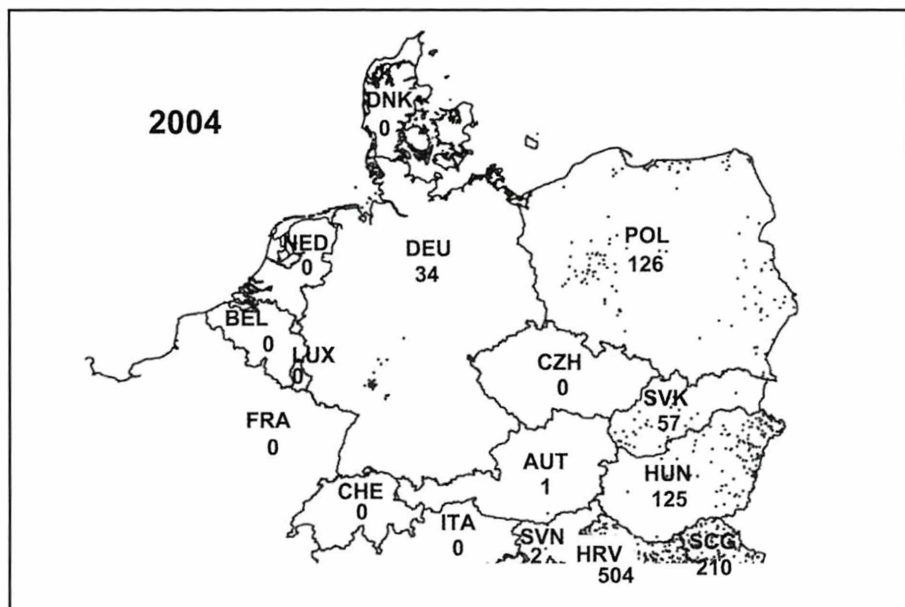 2004
DNK
0
NED
0
DEU
34
POL
126
BEL
0
LUX
0
CZH
0
SVK
57
FRA
0
AUT
1
HUN
125
CHE
0
ITA
0
SVN
2
HRV
504
SCG
210